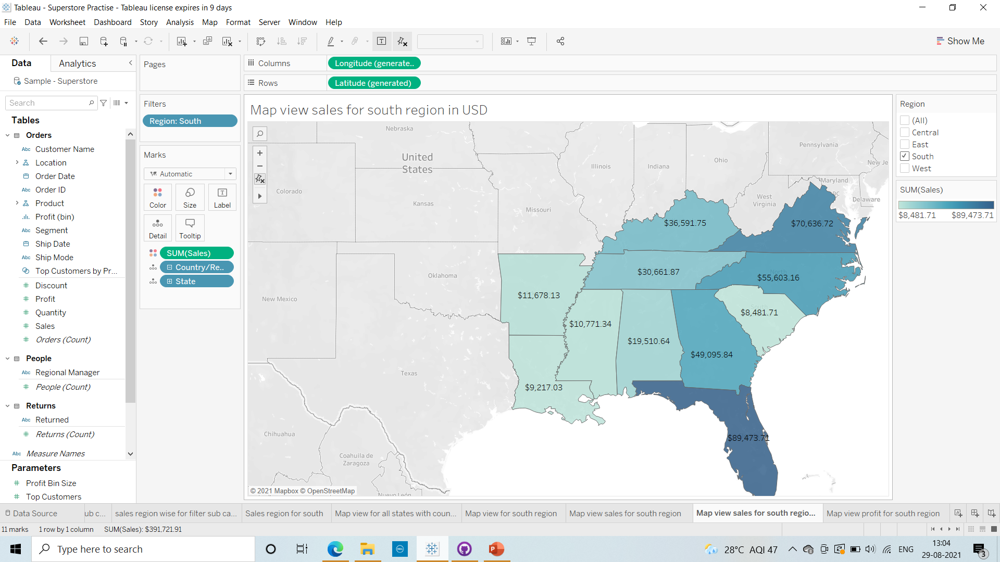 Tableau - Superstore Practise - Tableau license expires in 9 days
File Data Worksheet Dashboard Story Analysis Map Format Server Window Help
Show Me
Data Analytics
Sample - Superstore
Search
Tables
Orders
Abc Customer Name
Location
Order Date
Abc Order ID
Product
Profit (bin)
Abc Segment
Ship Date
Abc Ship Mode
Top Customers by Pr...
Discount
Profit
Quantity
Sales
Orders (Count)
People
Abc Regional Manager
People (Count)
Returns
Abc Returned
Returns (Count)
Abc Measure Names
Parameters
Profit Bin Size
Top Customers
Pages
Filters
Region: South
Marks
Automatic
Color Size Label
Detail Tooltip
SUM(Sales)
Country/Re..
State
Columns Longitude (generate..
Rows Latitude (generated)
Map view sales for south region in USD
Nebraska
United
States
Pennsylvania
Illinois
Indiana
Ohio
New Je
Maryland
DC
Delaware
Colorado
Kansas
Missouri
West
Virginia
$36,591.75
$70,636.72
Oklahoma
$30,661.87
North
$55,603.16
New Mexico
$11,678.13
South
$8,481.71
$10,771.34
$19,510.64
$49,095.84
Texas
$9,217.03
Chihuahua
$89,473.71
Coahuila de
Zaragoza
Nuevo León
© 2021 Mapbox © OpenStreetMap
Region
(All)
Central
East
South
West
SUM(Sales)
$8,481.71 $89,473.71
Data Source
ub c...
sales region wise for filter sub ca...
Sales region for south
Map view for all states with coun...
Map view for south region
Map view sales for south region
Map view sales for south regio...
Map view profit for south region
11 marks 1 row by 1 column SUM(Sales): $391,721.91
Type here to search
DELL
P
28°C AQI 47
ENG
13:04
29-08-2021
3